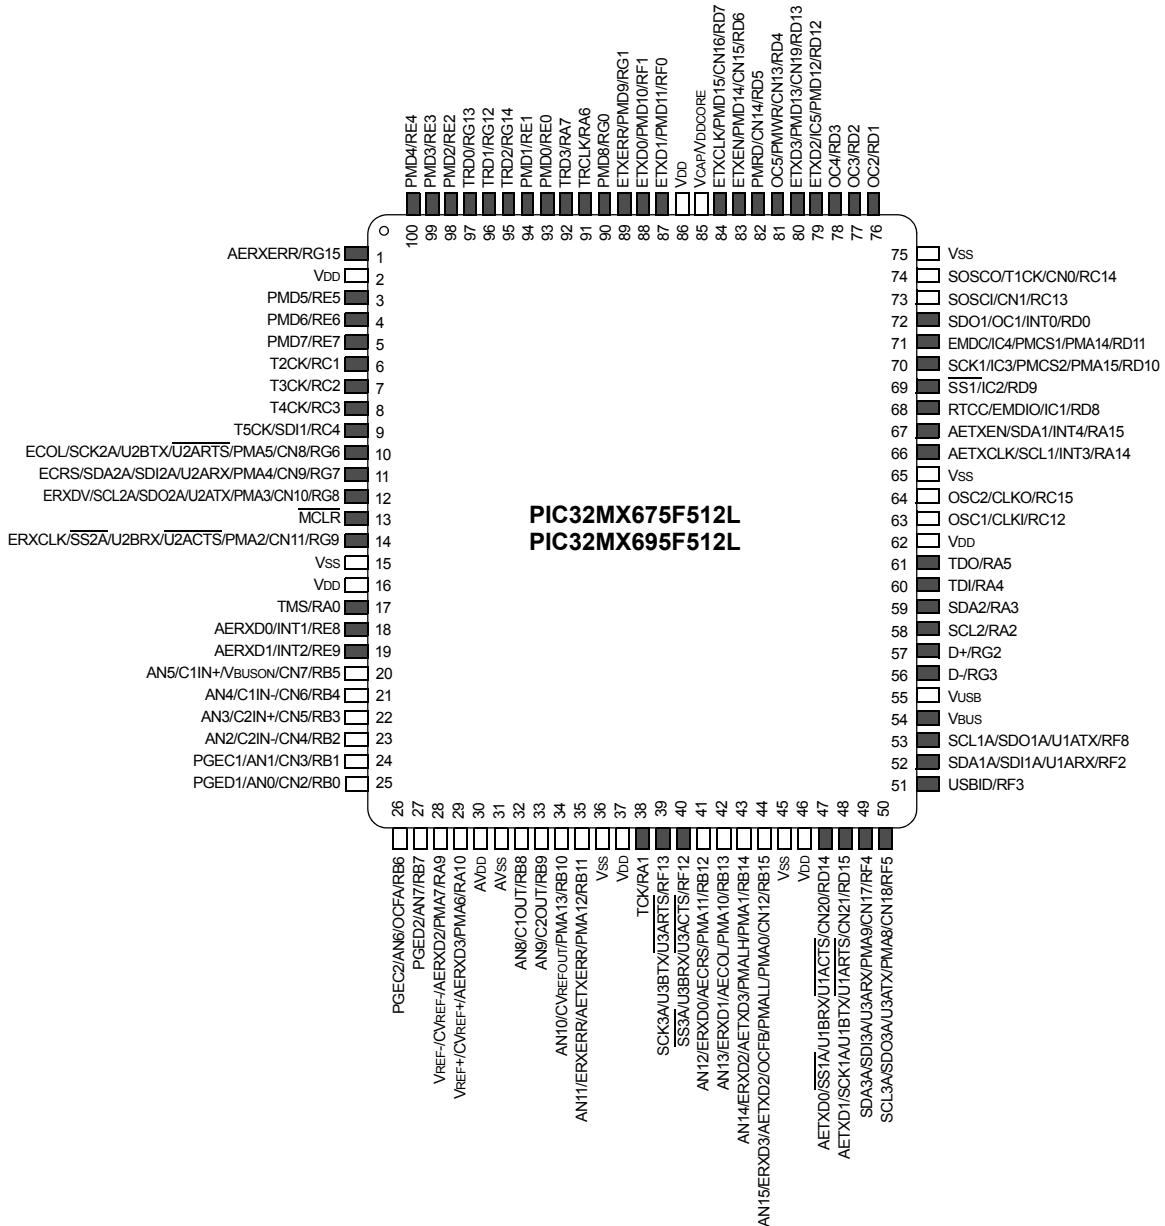 PMD4/RE4
PMD3/RE3
PMD2/RE2
TRD0/RG13
TRD1/RG12
TRD2/RG14
PMD1/RE1
PMD0/RE0
TRD3/RA7
TRCLK/RA6
PMD8/RG0
ETXERR/PMD9/RG1
ETXD0/PMD10/RF1
ETXD1/PMD11/RF0
VDD
VCAP/VDDCORE
ETXCLK/PMD15/CN16/RD7
ETXEN/PMD14/CN15/RD6
PMRD/CN14/RD5
OC5/PMWR/CN13/RD4
ETXD3/PMD13/CN19/RD13
ETXD2/IC5/PMD12/RD12
OC4/RD3
OC3/RD2
OC2/RD1
100
99
98
97
96
95
94
93
92
91
90
89
88
87
86
85
84
83
82
81
80
79
78
77
76
AERXERR/RG15 1
VDD 2
PMD5/RE5 3
PMD6/RE6 4
PMD7/RE7 5
T2CK/RC1 6
T3CK/RC2 7
T4CK/RC3 8
T5CK/SDI1/RC4 9
ECOL/SCK2A/U2BTX/U2ARTS/PMA5/CN8/RG6 10
ECRS/SDA2A/SDI2A/U2ARX/PMA4/CN9/RG7 11
ERXDV/SCL2A/SDO2A/U2ATX/PMA3/CN10/RG8 12
MCLR 13
ERXCLK/SS2A/U2BRX/U2ACTS/PMA2/CN11/RG9 14
VSS 15
VDD 16
TMS/RA0 17
AERXD0/INT1/RE8 18
AERXD1/INT2/RE9 19
AN5/C1IN+/VBUSON/CN7/RB5 20
AN4/C1IN-/CN6/RB4 21
AN3/C2IN+/CN5/RB3 22
AN2/C2IN-/CN4/RB2 23
PGEC1/AN1/CN3/RB1 24
PGED1/AN0/CN2/RB0 25
PIC32MX675F512L
PIC32MX695F512L
75 VSS
74 SOSCO/T1CK/CN0/RC14
73 SOSCI/CN1/RC13
72 SDO1/OC1/INT0/RD0
71 EMDC/IC4/PMCS1/PMA14/RD11
70 SCK1/IC3/PMCS2/PMA15/RD10
69 SS1/IC2/RD9
68 RTCC/EMDIO/IC1/RD8
67 AETXEN/SDA1/INT4/RA15
66 AETXCLK/SCL1/INT3/RA14
65 VSS
64 OSC2/CLKO/RC15
63 OSC1/CLKI/RC12
62 VDD
61 TDO/RA5
60 TDI/RA4
59 SDA2/RA3
58 SCL2/RA2
57 D+/RG2
56 D-/RG3
55 VUSB
54 VBUS
53 SCL1A/SDO1A/U1ATX/RF8
52 SDA1A/SDI1A/U1ARX/RF2
51 USBID/RF3
26
27
28
29
30
31
32
33
34
35
36
37
38
39
40
41
42
43
44
45
46
47
48
49
50
PGEC2/AN6/OCFA/RB6
PGED2/AN7/RB7
VREF-/CVREF-/AERXD2/PMA7/RA9
VREF+/CVREF+/AERXD3/PMA6/RA10
AVDD
AVSS
AN8/C1OUT/RB8
AN9/C2OUT/RB9
AN10/CVREFOUT/PMA13/RB10
AN11/ERXERR/AETXERR/PMA12/RB11
VSS
VDD
TCK/RA1
SCK3A/U3BTX/U3ARTS/RF13
SS3A/U3BRX/U3ACTS/RF12
AN12/ERXD0/AECRS/PMA11/RB12
AN13/ERXD1/AECOL/PMA10/RB13
AN14/ERXD2/AETXD3/PMALH/PMA1/RB14
AN15/ERXD3/AETXD2/OCFB/PMALL/PMA0/CN12/RB15
VSS
VDD
AETXD0/SS1A/U1BRX/U1ACTS/CN20/RD14
AETXD1/SCK1A/U1BTX/U1ARTS/CN21/RD15
SDA3A/SDI3A/U3ARX/PMA9/CN17/RF4
SCL3A/SDO3A/U3ATX/PMA8/CN18/RF5